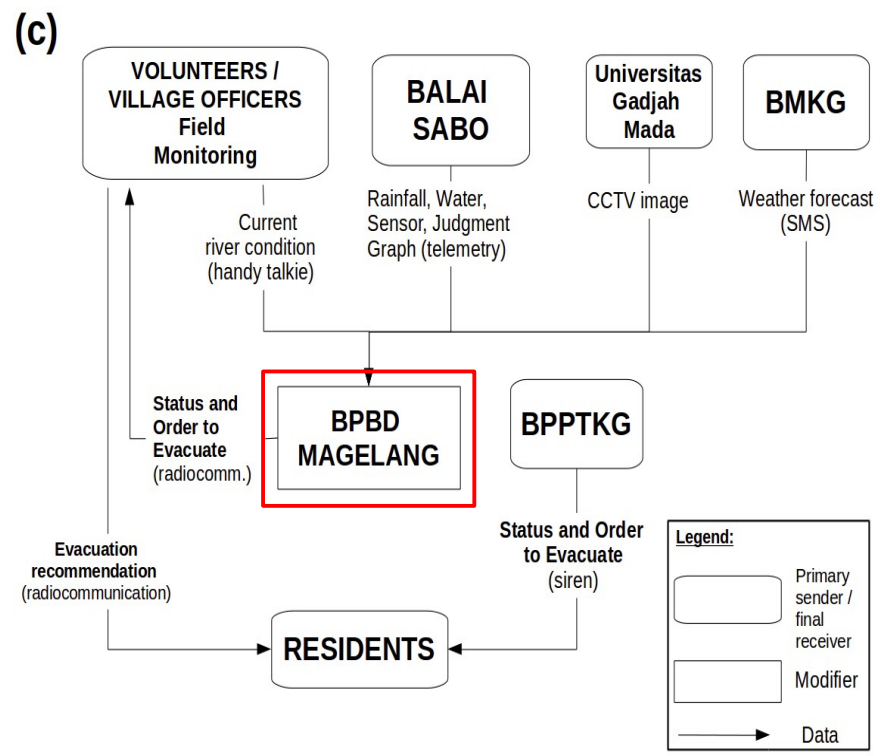 (c)
VOLUNTEERS /
VILLAGE OFFICERS
Field
Monitoring
BALAI
SABO
Universitas
Gadjah
Mada
BMKG
Rainfall, Water,
Sensor, Judgment
Graph (telemetry)
CCTV image
Weather forecast
(SMS)
Current
river condition
(handy talkie)
Status and
Order to
Evacuate
(radiocomm.)
BPBD
MAGELANG
BPPTKG
Status and Order
to Evacuate
(siren)
Evacuation
recommendation
(radiocommunication)
RESIDENTS
Legend:
Primary
sender /
final
receiver
Modifier
Data